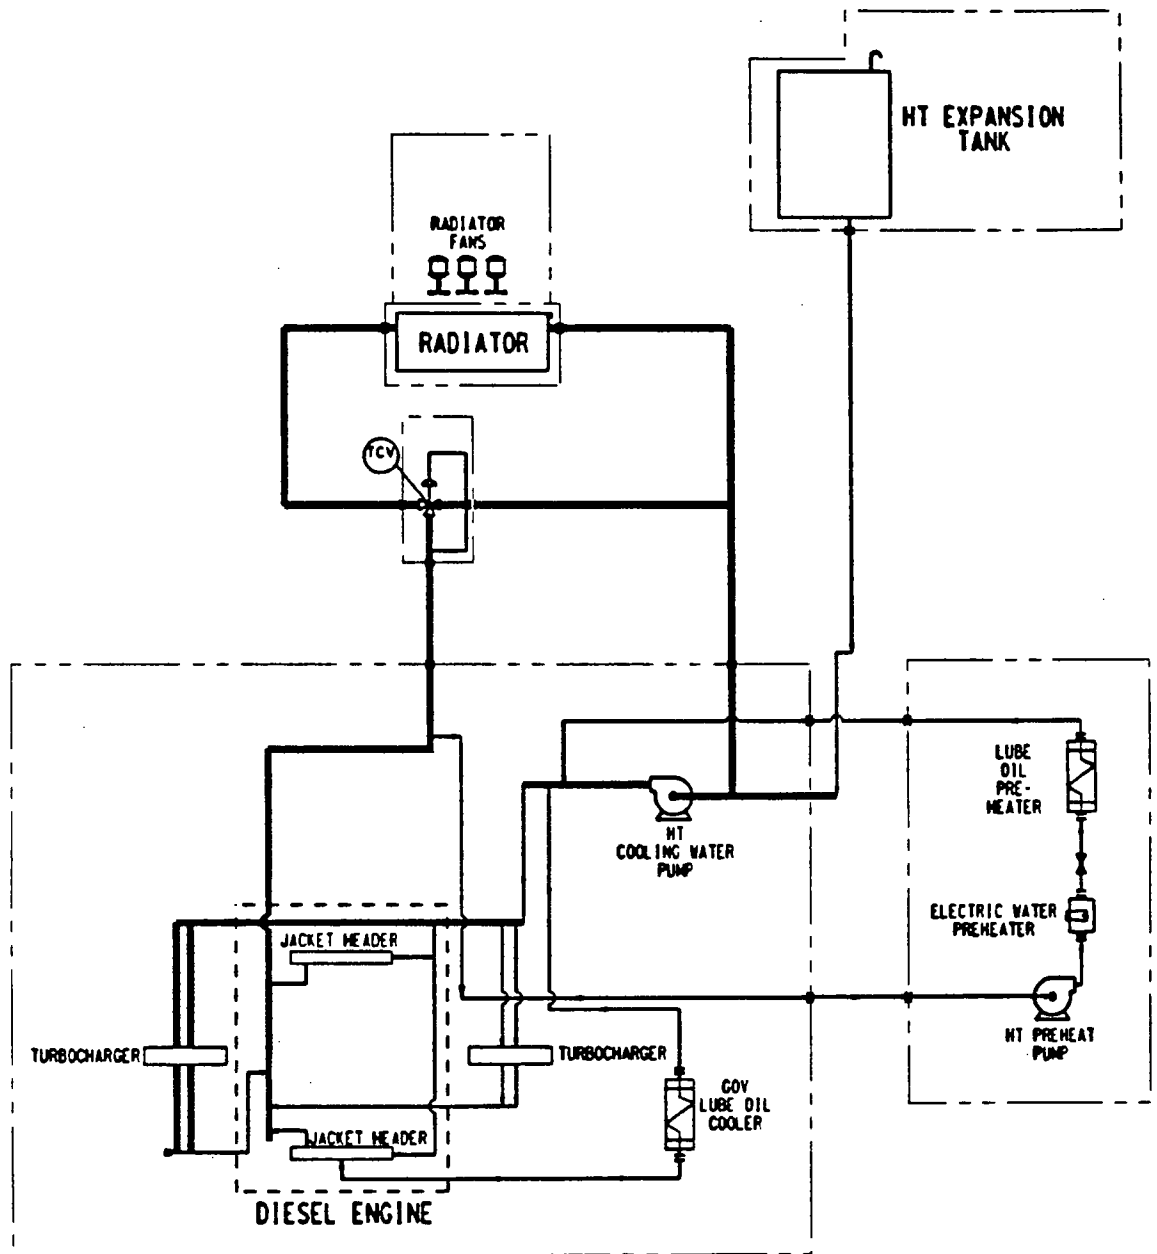 HT EXPANSION
TANK
RADIATOR
FANS
RADIATOR
TCV
LUBE
OIL
PRE-
HEATER
HT
COOLING WATER
PUMP
ELECTRIC WATER
PREHEATER
JACKET HEADER
HT PREHEAT
PUMP
TURBOCHARGER
TURBOCHARGER
GOV
LUBE OIL
COOLER
JACKET HEADER
DIESEL ENGINE